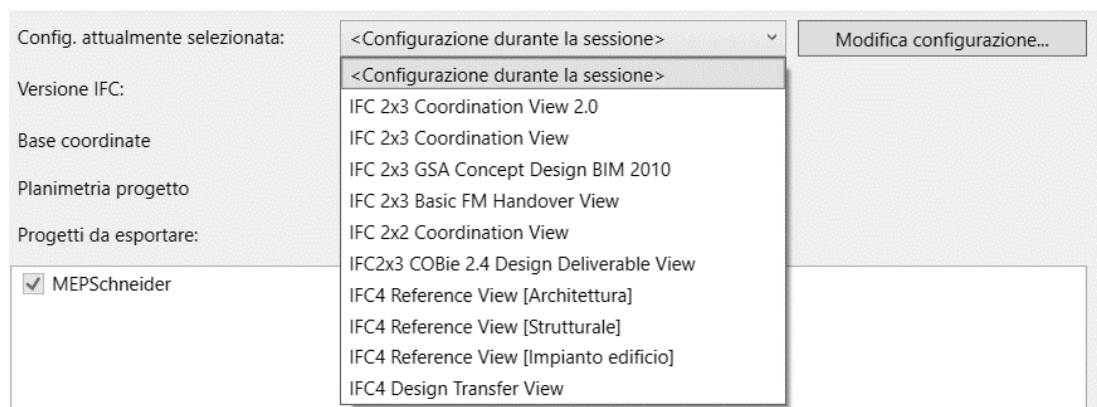 Config. attualmente selezionata: <Configurazione durante la sessione> Modifica configurazione...
<Configurazione durante la sessione>
Versione IFC:
IFC 2x3 Coordination View 2.0
IFC 2x3 Coordination View
Base coordinate
IFC 2x3 GSA Concept Design BIM 2010
Planimetria progetto
IFC 2x3 Basic FM Handover View
IFC 2x2 Coordination View
Progetti da esportare:
IFC2x3 COBie 2.4 Design Deliverable View
MEPSchneider
IFC4 Reference View [Architettura]
IFC4 Reference View [Strutturale]
IFC4 Reference View [Impianto edificio]
IFC4 Design Transfer View